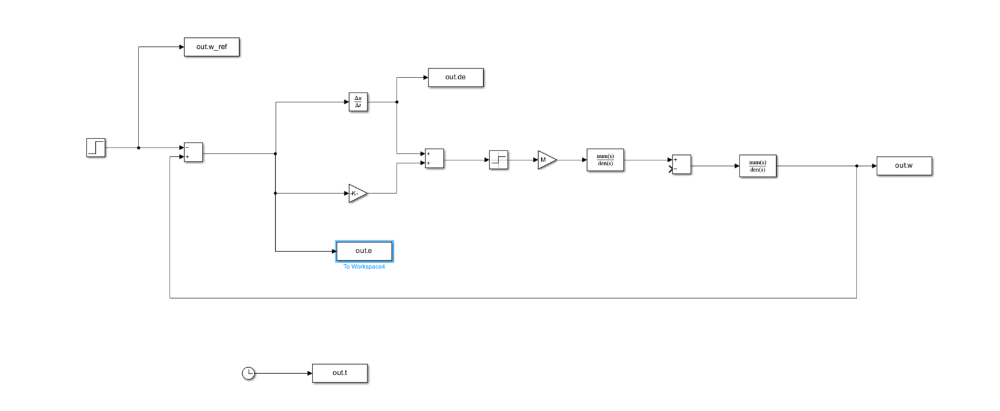 out.w_ref
out.de
Δu
Δt
−
+
+
+
M
num(s)
den(s)
+
−
num(s)
den(s)
out.w
-K-
out.e
To Workspace4
out.t